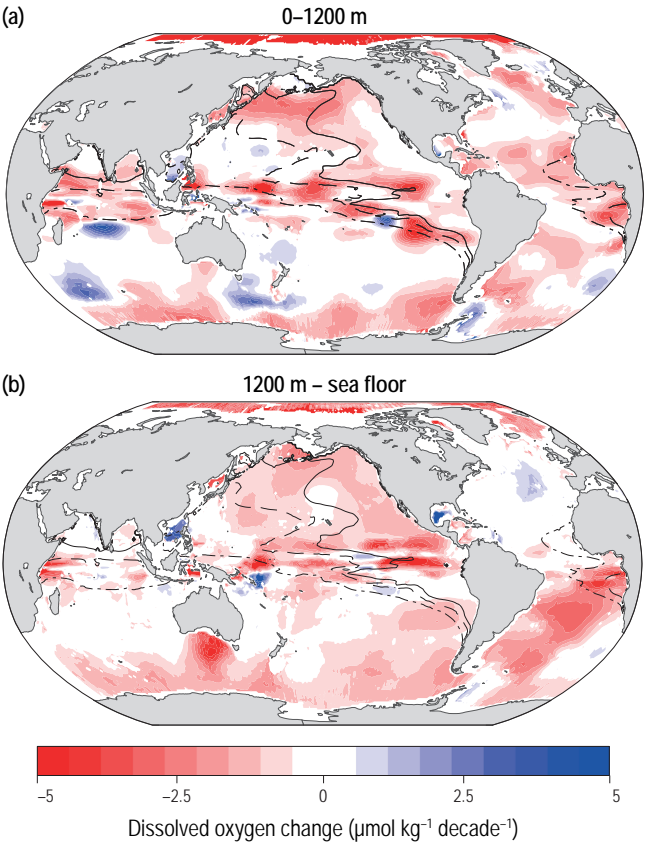 (a)
0–1200 m
(b)
1200 m – sea floor
−5
−2.5
0
2.5
5
Dissolved oxygen change (µmol kg⁻¹ decade⁻¹)